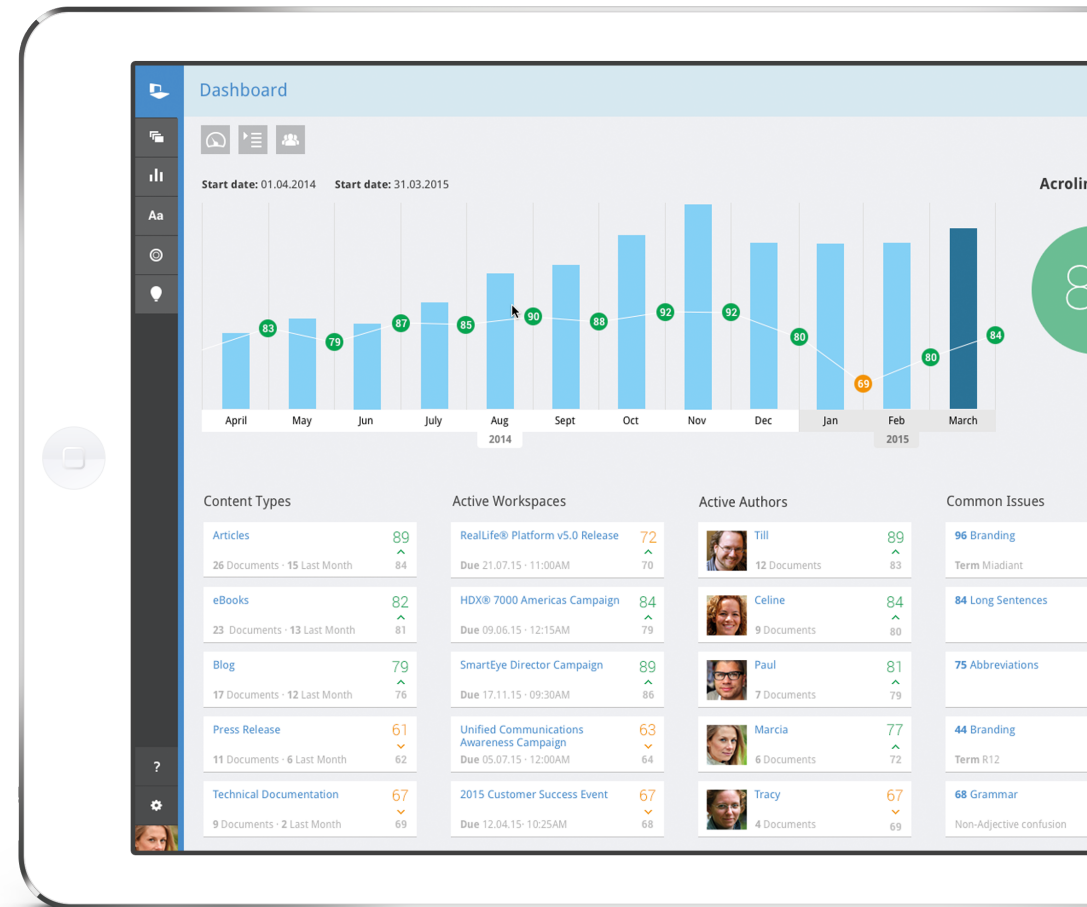 Dashboard
Aa
Start date: 01.04.2014 Start date: 31.03.2015
83
79
87
85
90
88
92
92
80
69
80
84
April May Jun July Aug Sept Oct Nov Dec Jan Feb March
2014 2015
Content Types
Articles 89
26 Documents · 15 Last Month 84
eBooks 82
23 Documents · 13 Last Month 81
Blog 79
17 Documents · 12 Last Month 76
Press Release 61
11 Documents · 6 Last Month 62
Technical Documentation 67
9 Documents · 2 Last Month 69
Active Workspaces
RealLife® Platform v5.0 Release 72
Due 21.07.15 · 11:00AM 70
HDX® 7000 Americas Campaign 84
Due 09.06.15 · 12:15AM 79
SmartEye Director Campaign 89
Due 17.11.15 · 09:30AM 86
Unified Communications 63
Awareness Campaign
Due 05.07.15 · 12:00AM 64
2015 Customer Success Event 67
Due 12.04.15· 10:25AM 68
Active Authors
Till 89
12 Documents 83
Celine 84
9 Documents 80
Paul 81
7 Documents 79
Marcia 77
6 Documents 72
Tracy 67
4 Documents 69
Common Issues
96 Branding
Term Miadiant
84 Long Sentences
75 Abbreviations
44 Branding
Term R12
68 Grammar
Non-Adjective confusion
?